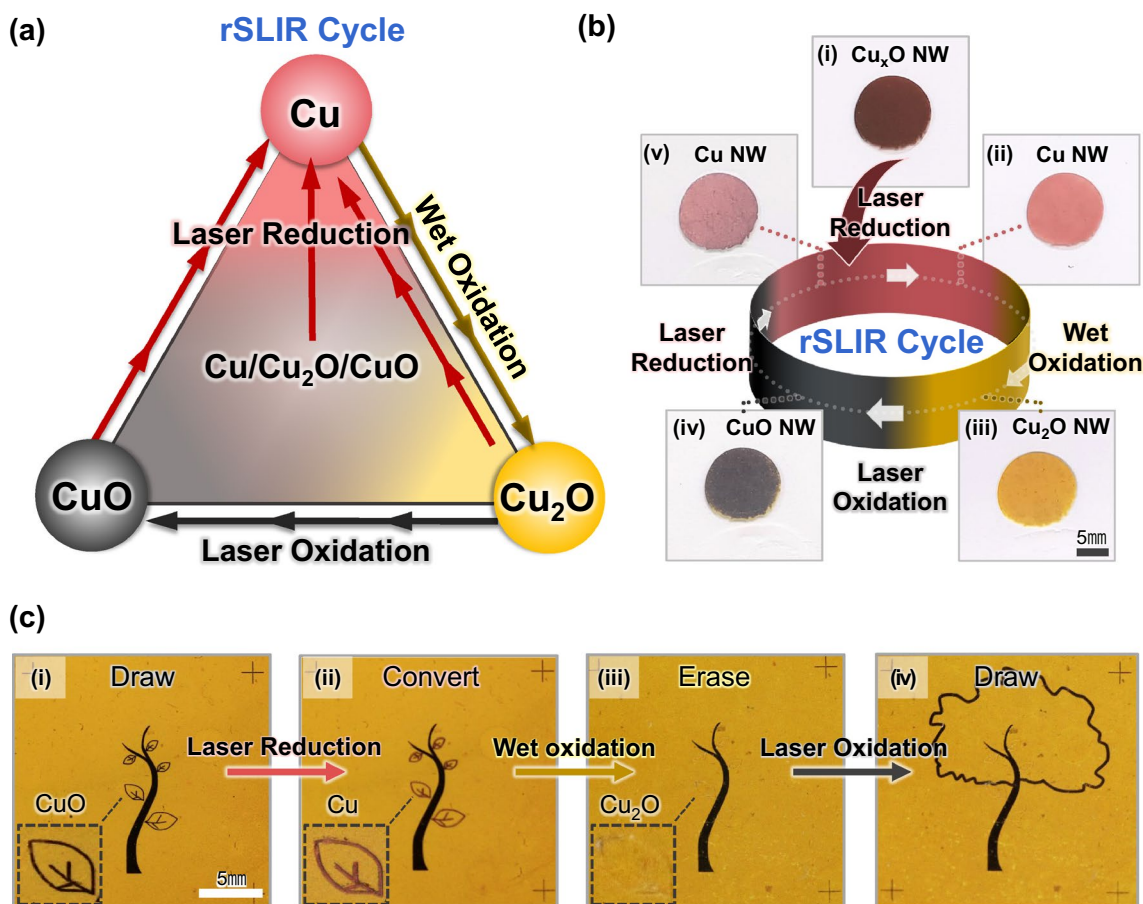 (a)
rSLIR Cycle
Cu
Laser Reduction
Wet Oxidation
Cu/Cu₂O/CuO
CuO
Cu₂O
Laser Oxidation
(b)
(i)
CuₓO NW
(v)
Cu NW
(ii)
Cu NW
Laser
Reduction
Laser
Reduction
rSLIR Cycle
Wet
Oxidation
(iv)
CuO NW
Laser
Oxidation
(iii)
Cu₂O NW
5mm
(c)
(i)
Draw
CuO
5mm
Laser Reduction
(ii)
Convert
Cu
Wet oxidation
(iii)
Erase
Cu₂O
Laser Oxidation
(iv)
Draw